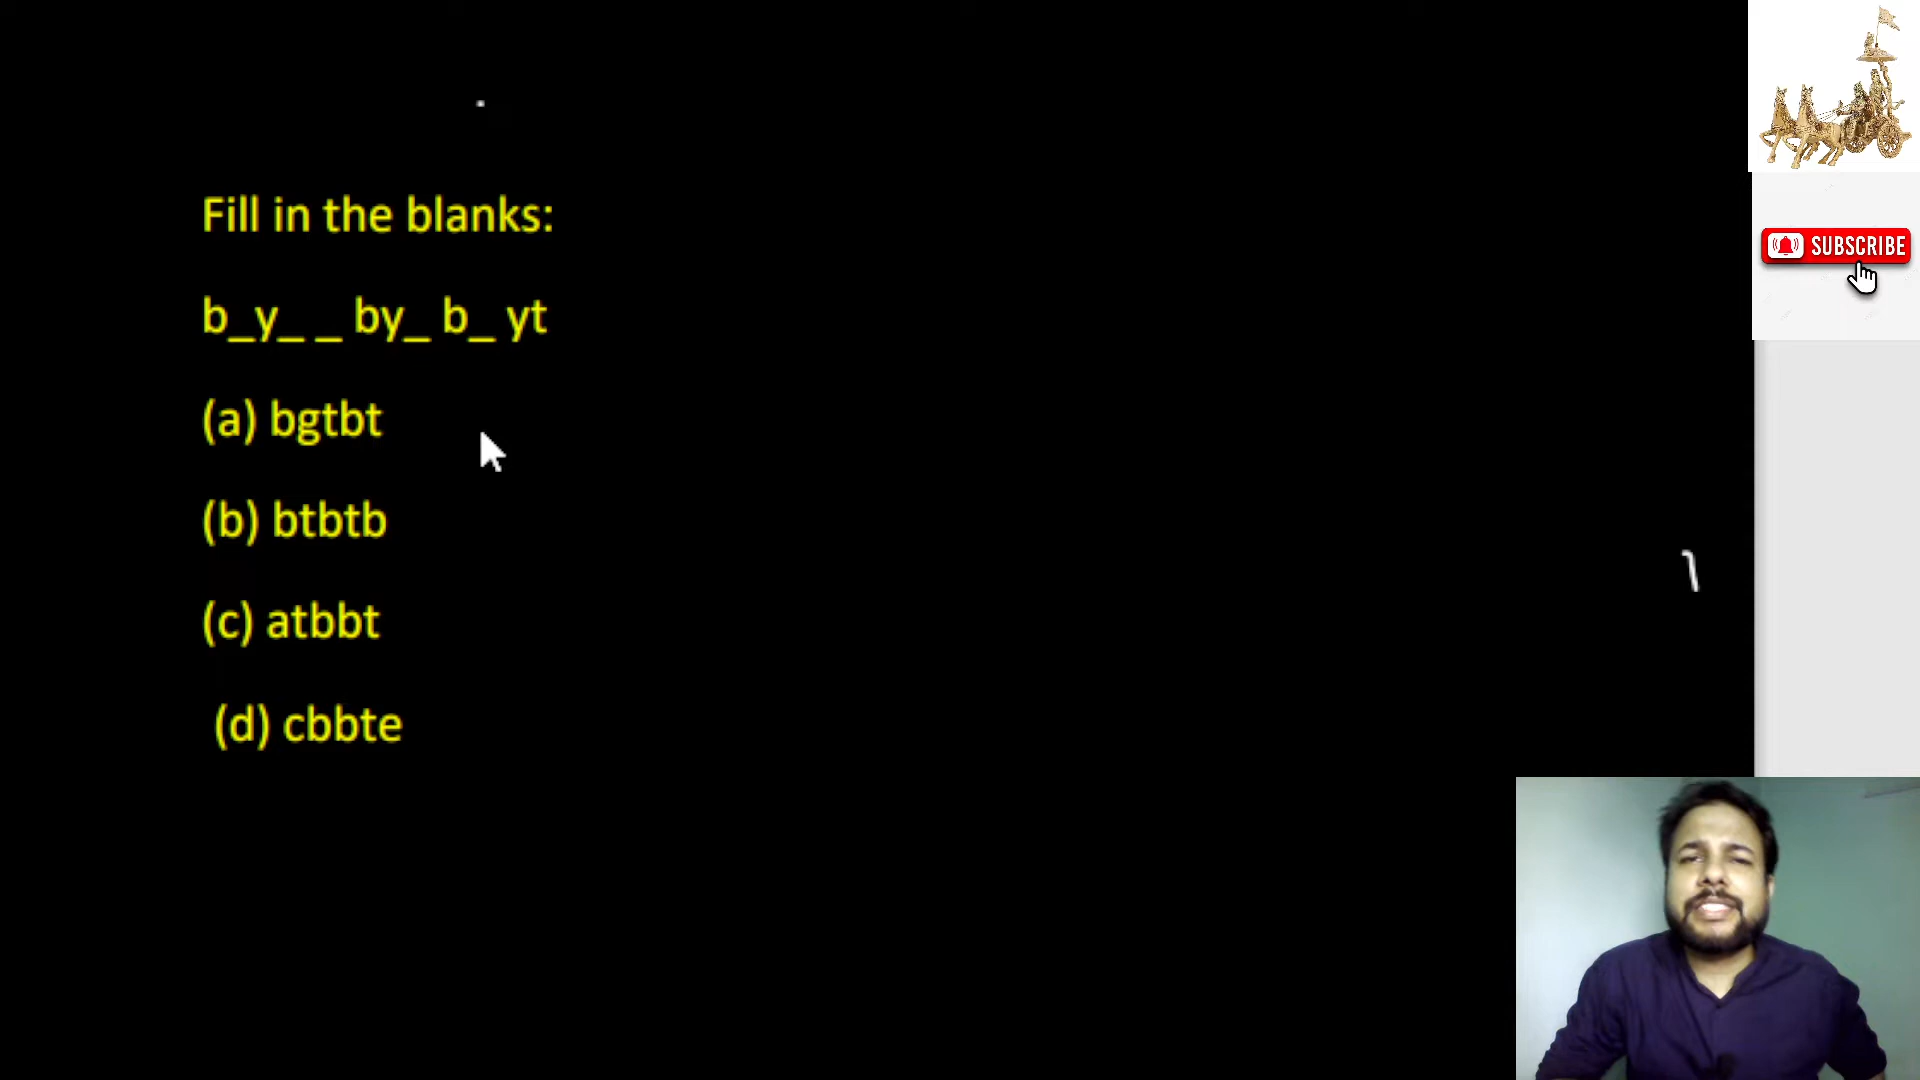 Fill in the blanks:
b_y_ _ by_ b_ yt
(a) bgtbt
(b) btbtb
(c) atbbt
(d) cbbte
SUBSCRIBE